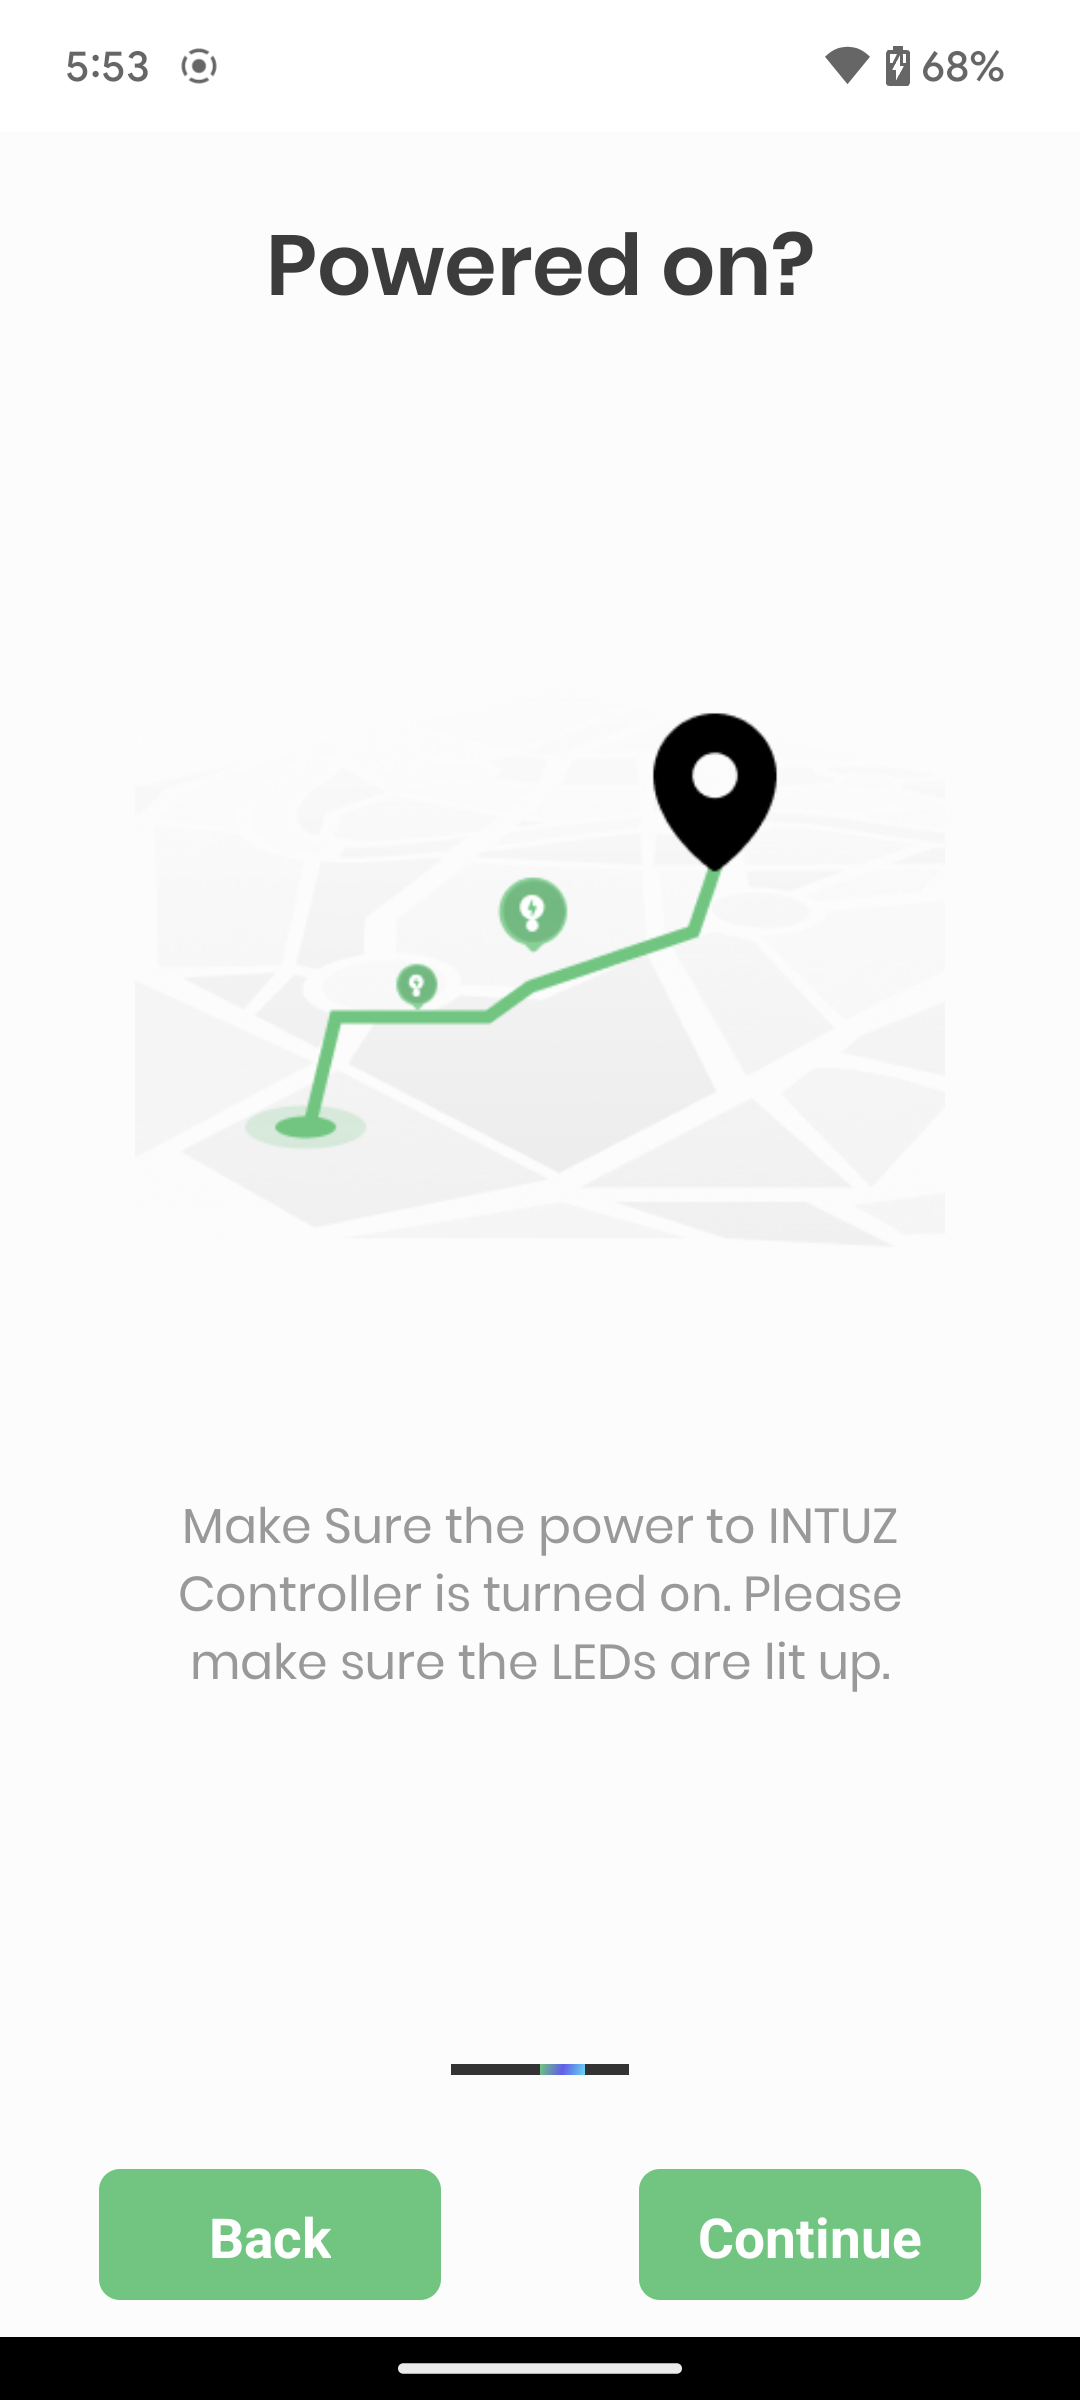 5:53
68%
Powered on?
Make Sure the power to INTUZ
Controller is turned on. Please
make sure the LEDs are lit up.
Back
Continue